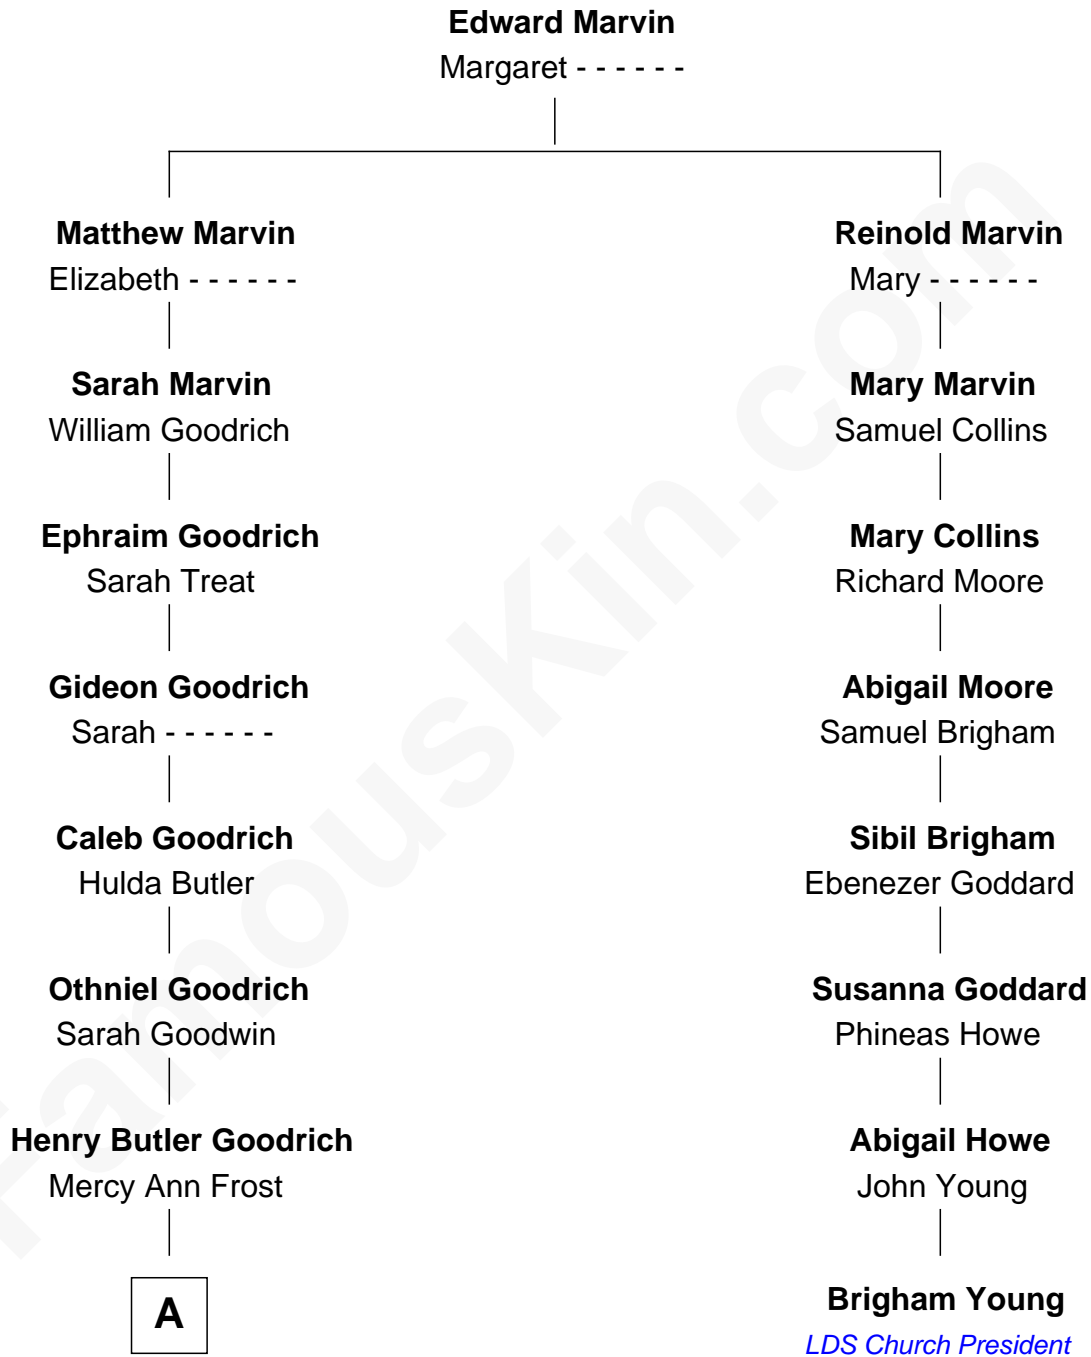 Edward Marvin
Margaret - - - - - -
Matthew Marvin
Elizabeth - - - - - -
Reinold Marvin
Mary - - - - - -
Sarah Marvin
William Goodrich
Mary Marvin
Samuel Collins
Ephraim Goodrich
Sarah Treat
Mary Collins
Richard Moore
Gideon Goodrich
Sarah - - - - - -
Abigail Moore
Samuel Brigham
Caleb Goodrich
Hulda Butler
Sibil Brigham
Ebenezer Goddard
Othniel Goodrich
Sarah Goodwin
Susanna Goddard
Phineas Howe
Henry Butler Goodrich
Mercy Ann Frost
Abigail Howe
John Young
A
Brigham Young
LDS Church President
FamousKin.com